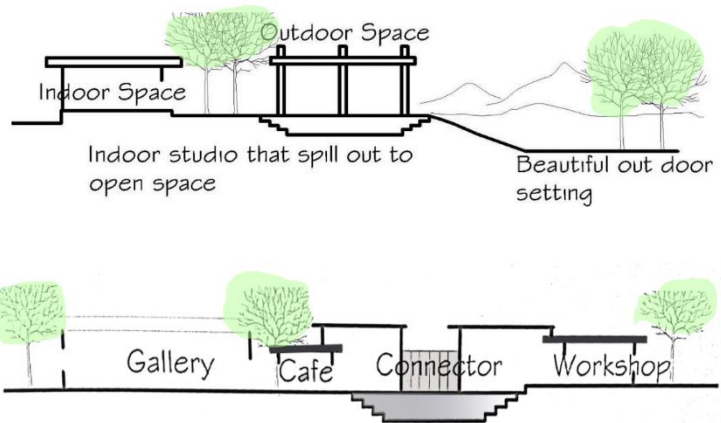 Outdoor Space
Indoor Space
Indoor studio that spill out to
open space
Beautiful out door
setting
Gallery
Cafe
Connector
Workshop